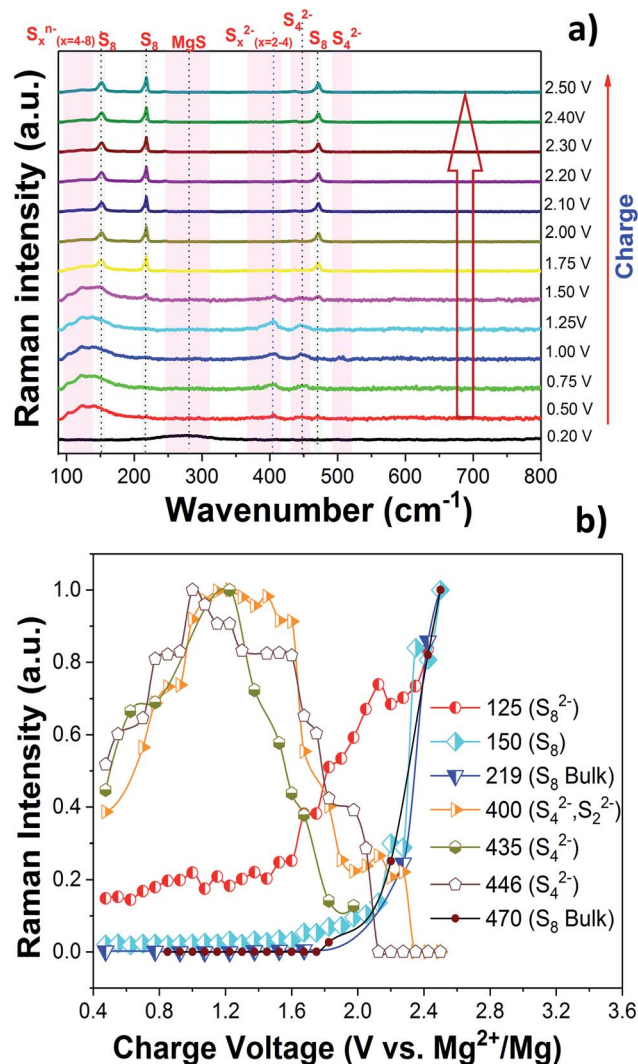 a)
Sₓⁿ⁻(x=4-8) S₈ S₈ MgS Sₓ²⁻(x=2-4) S₄²⁻ S₈ S₄²⁻
Raman intensity (a.u.)
2.50 V
2.40V
2.30 V
2.20 V
2.10 V
2.00 V
1.75 V
1.50 V
1.25V
1.00 V
0.75 V
0.50 V
0.20 V
Charge
100 200 300 400 500 600 700 800
Wavenumber (cm⁻¹)
b)
Raman Intensity (a.u.)
1.0
0.8
0.6
0.4
0.2
0.0
125 (S₈²⁻)
150 (S₈)
219 (S₈ Bulk)
400 (S₄²⁻,S₂²⁻)
435 (S₄²⁻)
446 (S₄²⁻)
470 (S₈ Bulk)
0.4 0.8 1.2 1.6 2.0 2.4 2.8 3.2 3.6
Charge Voltage (V vs. Mg²⁺/Mg)